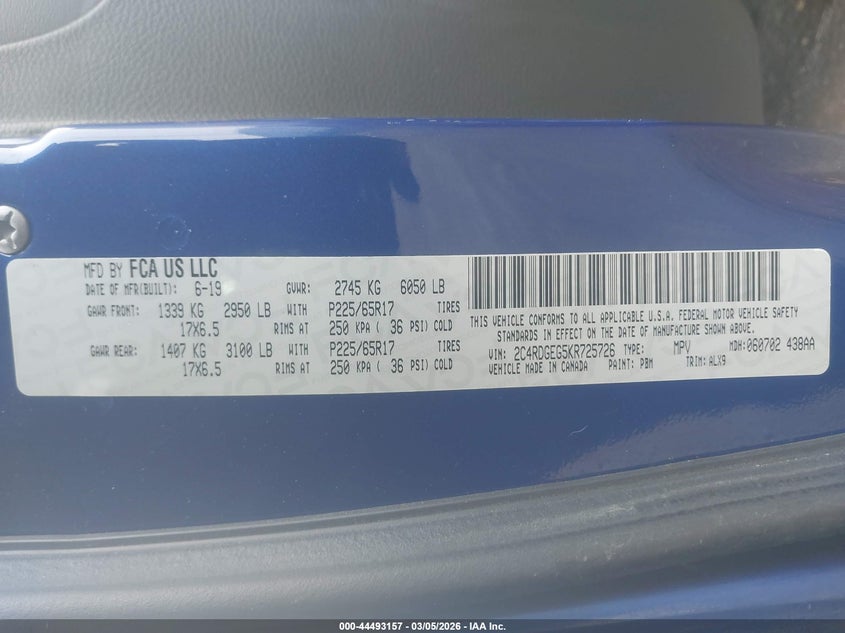 MFD BY FCA US LLC
DATE OF MFR(BUILT): 6-19 GVWR: 2745 KG 6050 LB
GAWR FRONT: 1339 KG 2950 LB WITH P225/65R17 TIRES
17X6.5 RIMS AT 250 KPA ( 36 PSI) COLD
GAWR REAR: 1407 KG 3100 LB WITH P225/65R17 TIRES
17X6.5 RIMS AT 250 KPA ( 36 PSI) COLD
THIS VEHICLE CONFORMS TO ALL APPLICABLE U.S.A. FEDERAL MOTOR VEHICLE SAFETY
STANDARDS IN EFFECT ON THE DATE OF MANUFACTURE SHOWN ABOVE.
VIN: 2C4RDGEG5KR725726 TYPE: MPV MDH: 060702 438AA
VEHICLE MADE IN CANADA PAINT: PBM TRIM: ALX9
000-44493157 - 03/05/2026 - IAA Inc.